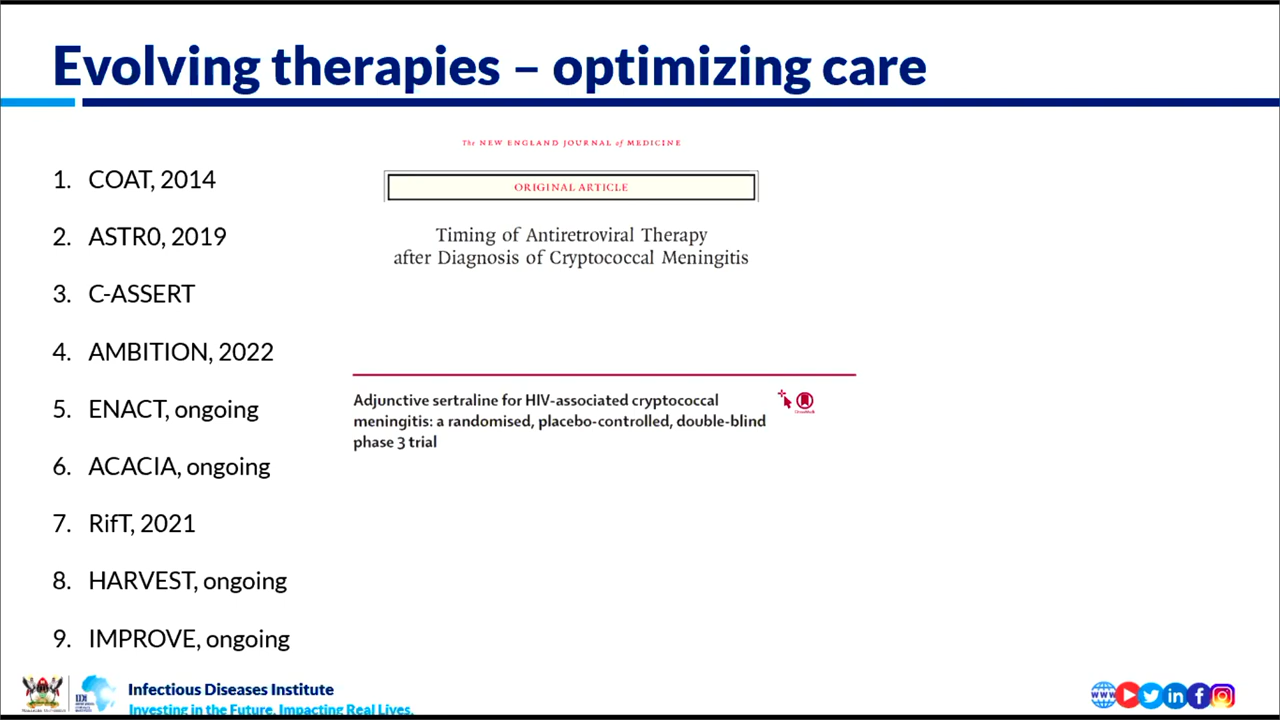 Evolving therapies – optimizing care
1. COAT, 2014
2. ASTR0, 2019
3. C-ASSERT
4. AMBITION, 2022
5. ENACT, ongoing
6. ACACIA, ongoing
7. RifT, 2021
8. HARVEST, ongoing
9. IMPROVE, ongoing
The NEW ENGLAND JOURNAL of MEDICINE
ORIGINAL ARTICLE
Timing of Antiretroviral Therapy
after Diagnosis of Cryptococcal Meningitis
Adjunctive sertraline for HIV-associated cryptococcal
meningitis: a randomised, placebo-controlled, double-blind
phase 3 trial
Infectious Diseases Institute
Investing in the Future. Impacting Real Lives.
IDI
WWW
in